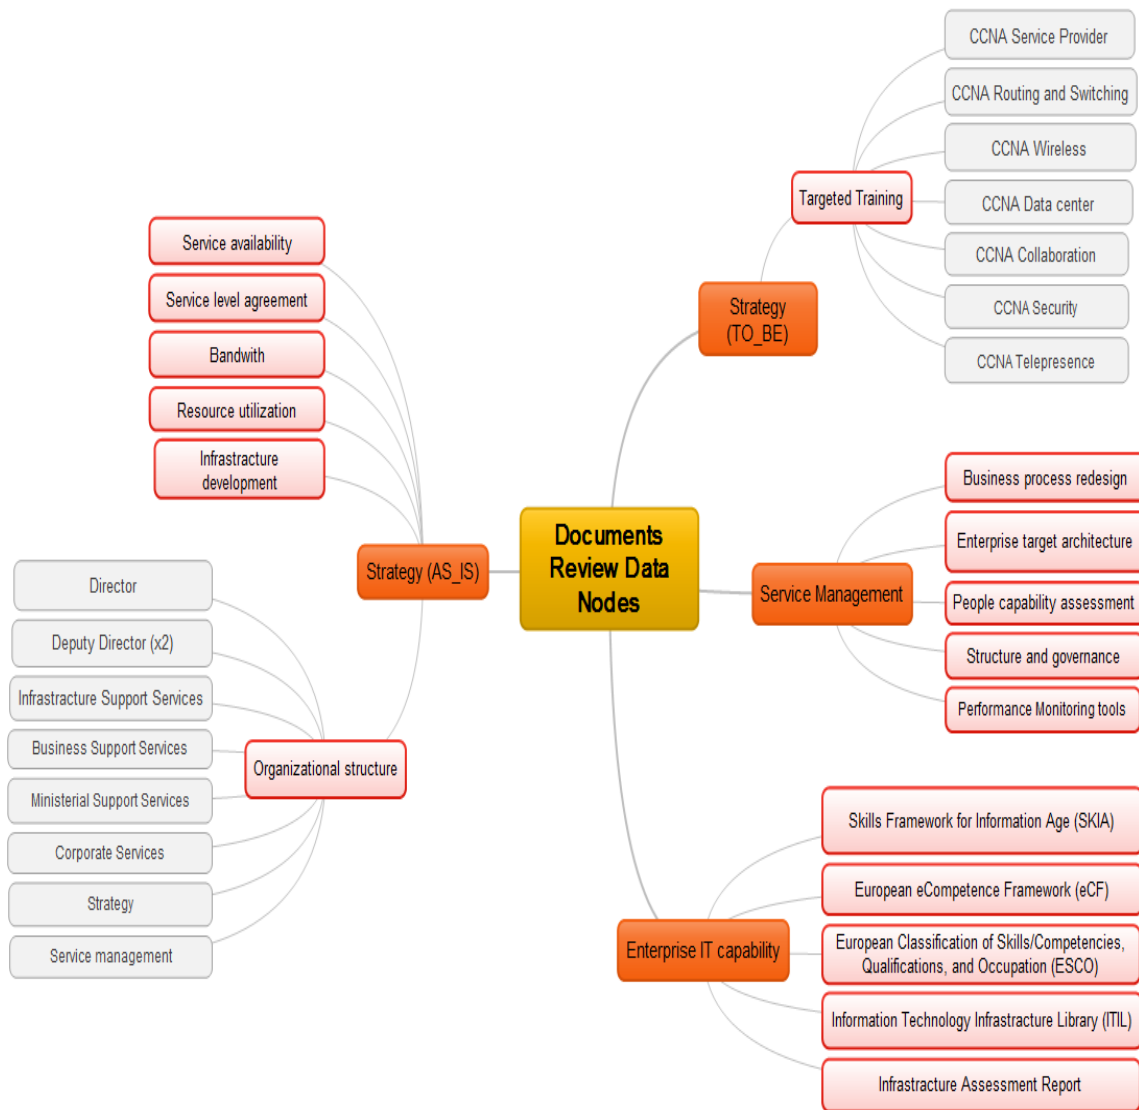 Documents
Review Data
Nodes
Strategy
(TO_BE)
Targeted Training
CCNA Service Provider
CCNA Routing and Switching
CCNA Wireless
CCNA Data center
CCNA Collaboration
CCNA Security
CCNA Telepresence
Service Management
Business process redesign
Enterprise target architecture
People capability assessment
Structure and governance
Performance Monitoring tools
Enterprise IT capability
Skills Framework for Information Age (SKIA)
European eCompetence Framework (eCF)
European Classification of Skills/Competencies,
Qualifications, and Occupation (ESCO)
Information Technology Infrastructure Library (ITIL)
Infrastracture Assessment Report
Strategy (AS_IS)
Service availability
Service level agreement
Bandwith
Resource utilization
Infrastracture
development
Organizational structure
Director
Deputy Director (x2)
Infrastracture Support Services
Business Support Services
Ministerial Support Services
Corporate Services
Strategy
Service management